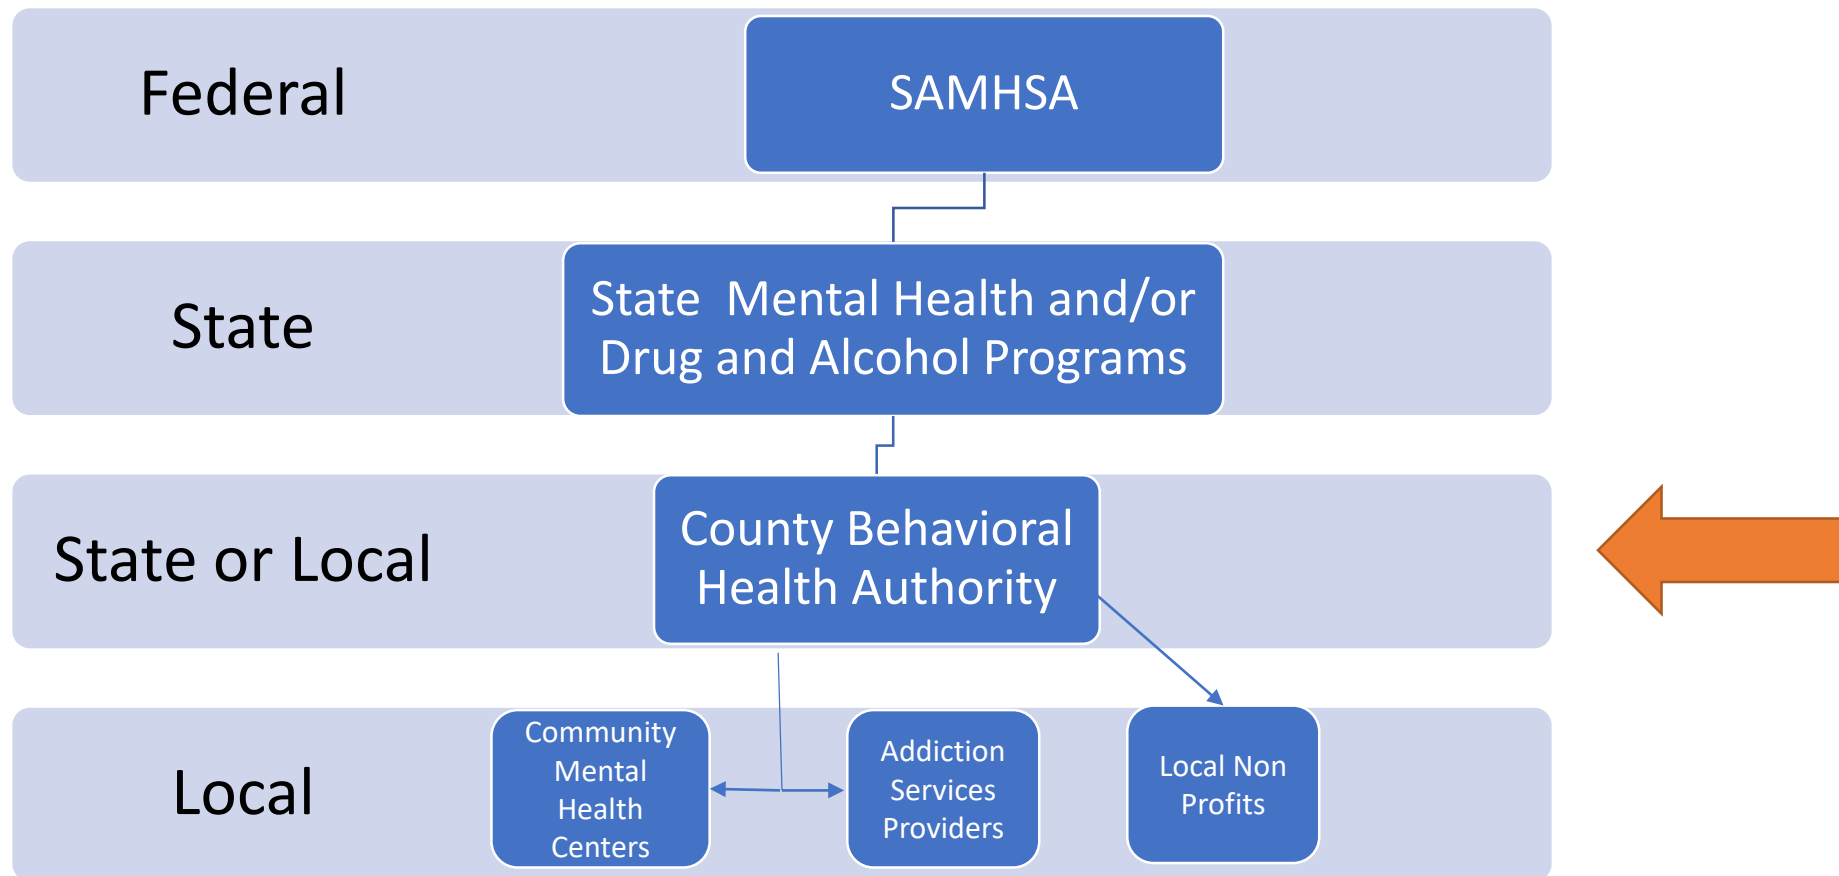 Federal
SAMHSA
State
State  Mental Health and/or
Drug and Alcohol Programs
State or Local
County Behavioral
Health Authority
Local
Community
Mental
Health
Centers
Addiction
Services
Providers
Local Non
Profits